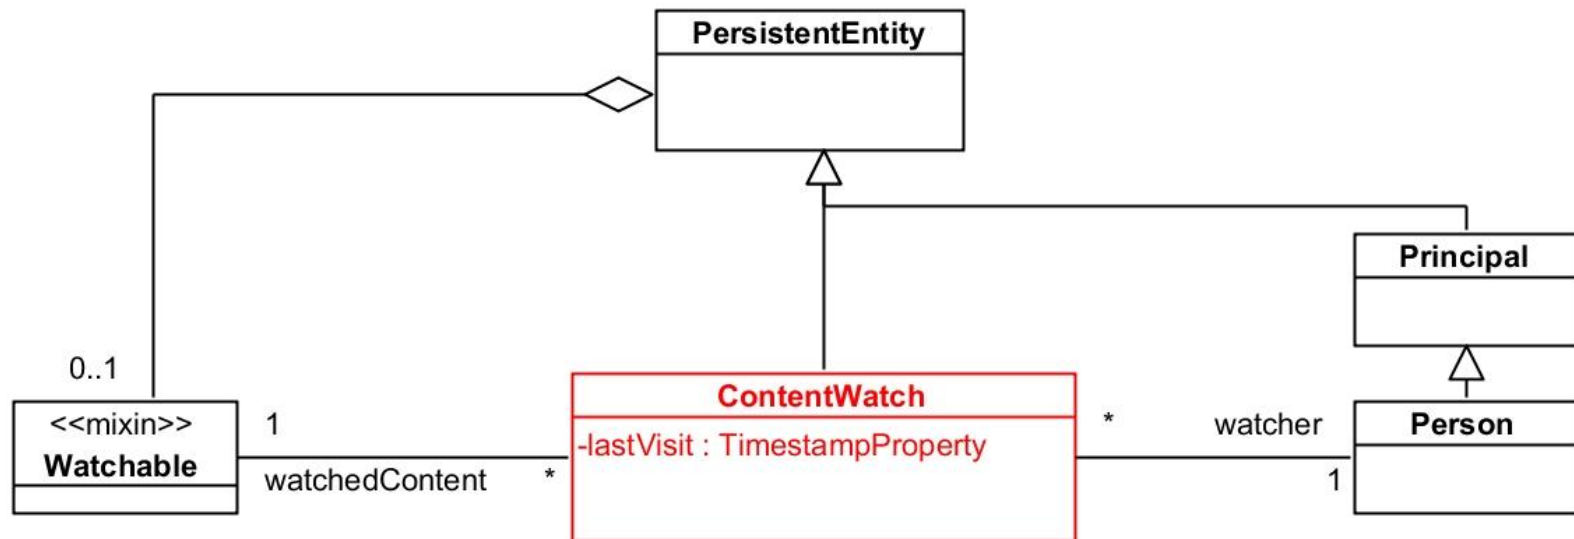 PersistentEntity
Principal
0..1
<<mixin>>
Watchable
1
watchedContent
*
ContentWatch
-lastVisit : TimestampProperty
*
watcher
1
Person